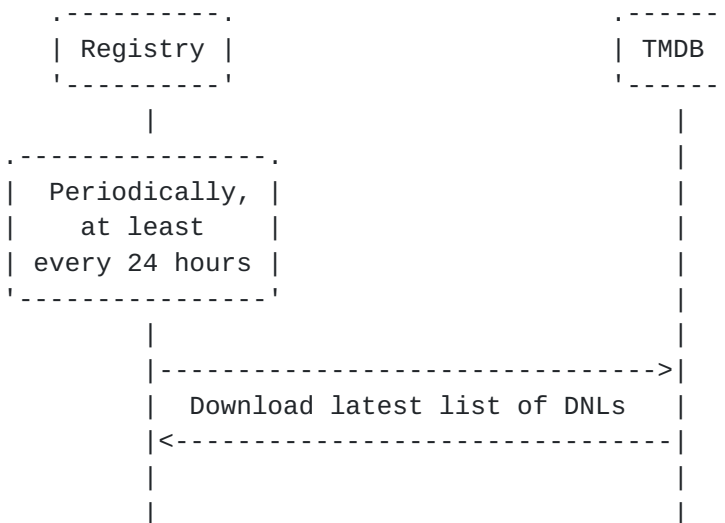 Registry
TMDB
Periodically,
at least
every 24 hours
Download latest list of DNLs